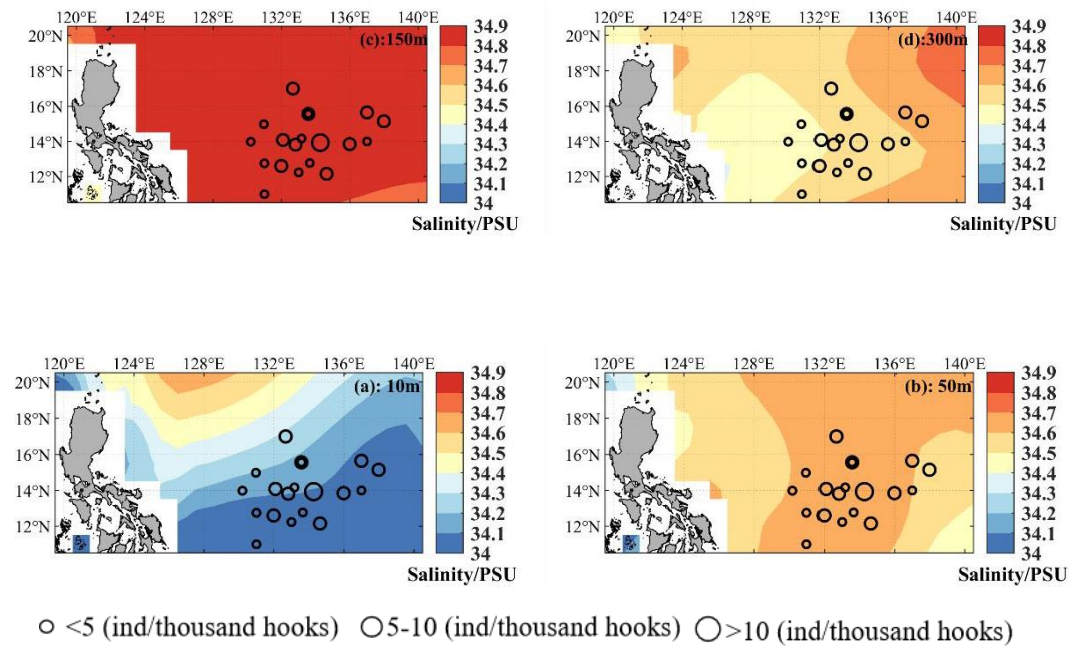 120°E 124°E 128°E 132°E 136°E 140°E
20°N
18°N
16°N
14°N
12°N
(c):150m
34.9
34.8
34.7
34.6
34.5
34.4
34.3
34.2
34.1
34
Salinity/PSU
120°E 124°E 128°E 132°E 136°E 140°E
20°N
18°N
16°N
14°N
12°N
(d):300m
34.9
34.8
34.7
34.6
34.5
34.4
34.3
34.2
34.1
34
Salinity/PSU
120°E 124°E 128°E 132°E 136°E 140°E
20°N
18°N
16°N
14°N
12°N
(a): 10m
34.9
34.8
34.7
34.6
34.5
34.4
34.3
34.2
34.1
34
Salinity/PSU
120°E 124°E 128°E 132°E 136°E 140°E
20°N
18°N
16°N
14°N
12°N
(b): 50m
34.9
34.8
34.7
34.6
34.5
34.4
34.3
34.2
34.1
34
Salinity/PSU
<5 (ind/thousand hooks) 5-10 (ind/thousand hooks) >10 (ind/thousand hooks)